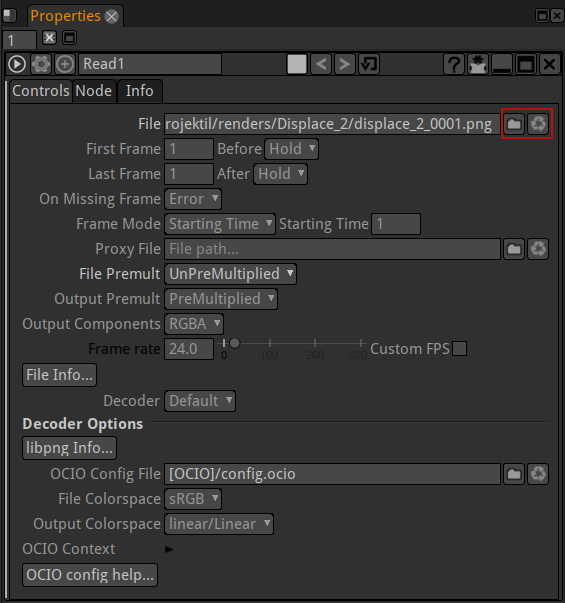 Properties
1
Read1
?
Controls Node Info
File rojektil/renders/Displace_2/displace_2_0001.png
First Frame 1 Before Hold
Last Frame 1 After Hold
On Missing Frame Error
Frame Mode Starting Time Starting Time 1
Proxy File File path...
File Premult UnPreMultiplied
Output Premult PreMultiplied
Output Components RGBA
Frame rate 24.0 0 100 200 300 Custom FPS
File Info...
Decoder Default
Decoder Options
libpng Info...
OCIO Config File [OCIO]/config.ocio
File Colorspace sRGB
Output Colorspace linear/Linear
OCIO Context
OCIO config help...